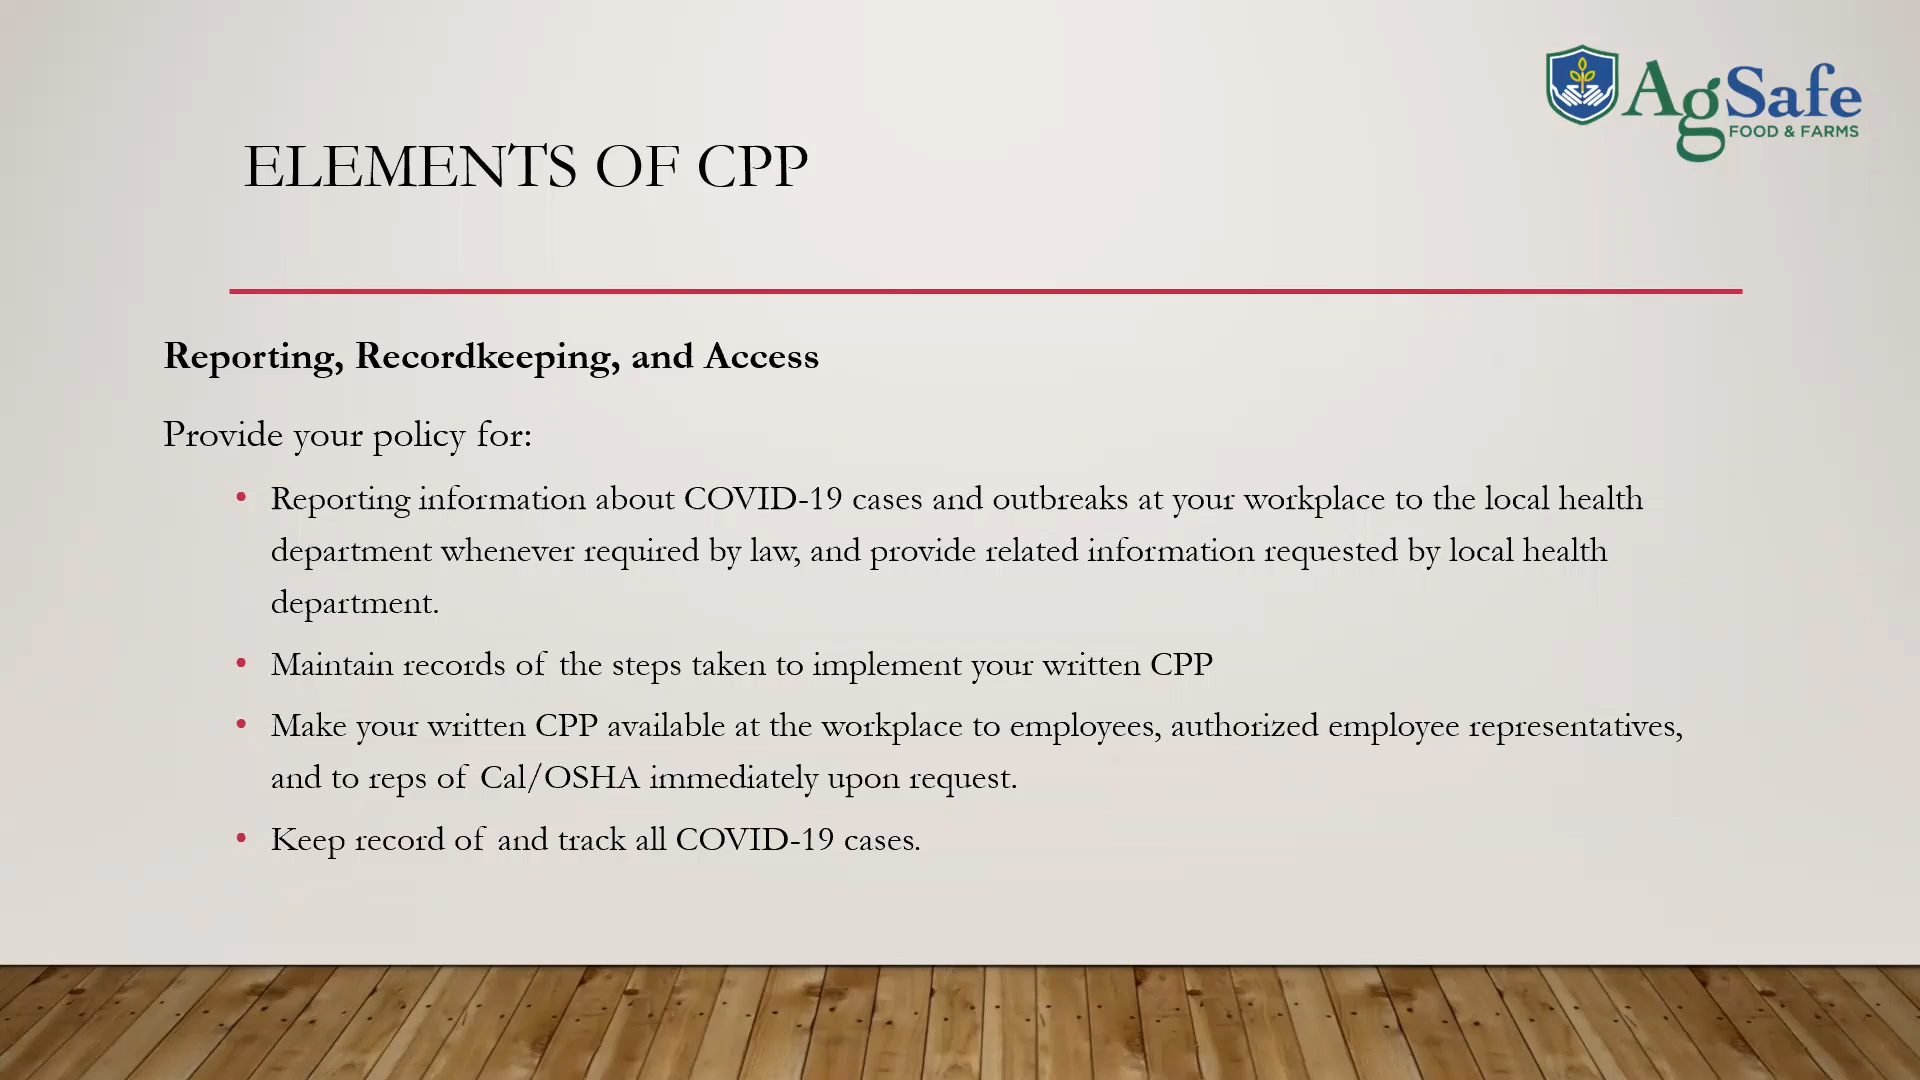 AgSafe
FOOD & FARMS
ELEMENTS OF CPP
Reporting, Recordkeeping, and Access
Provide your policy for:
• Reporting information about COVID-19 cases and outbreaks at your workplace to the local health
department whenever required by law, and provide related information requested by local health
department.
• Maintain records of the steps taken to implement your written CPP
• Make your written CPP available at the workplace to employees, authorized employee representatives,
and to reps of Cal/OSHA immediately upon request.
• Keep record of and track all COVID-19 cases.